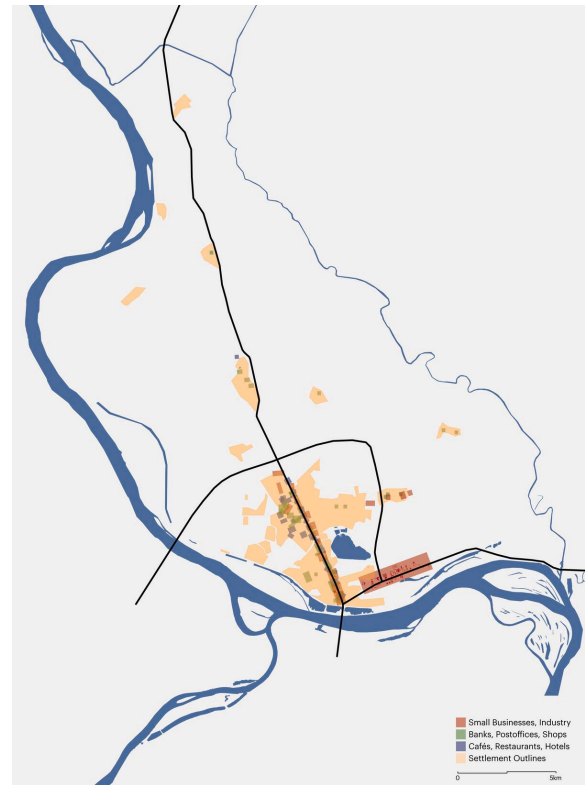 Small Businesses, Industry
Banks, Postoffices, Shops
Cafés, Restaurants, Hotels
Settlement Outlines
0 5km